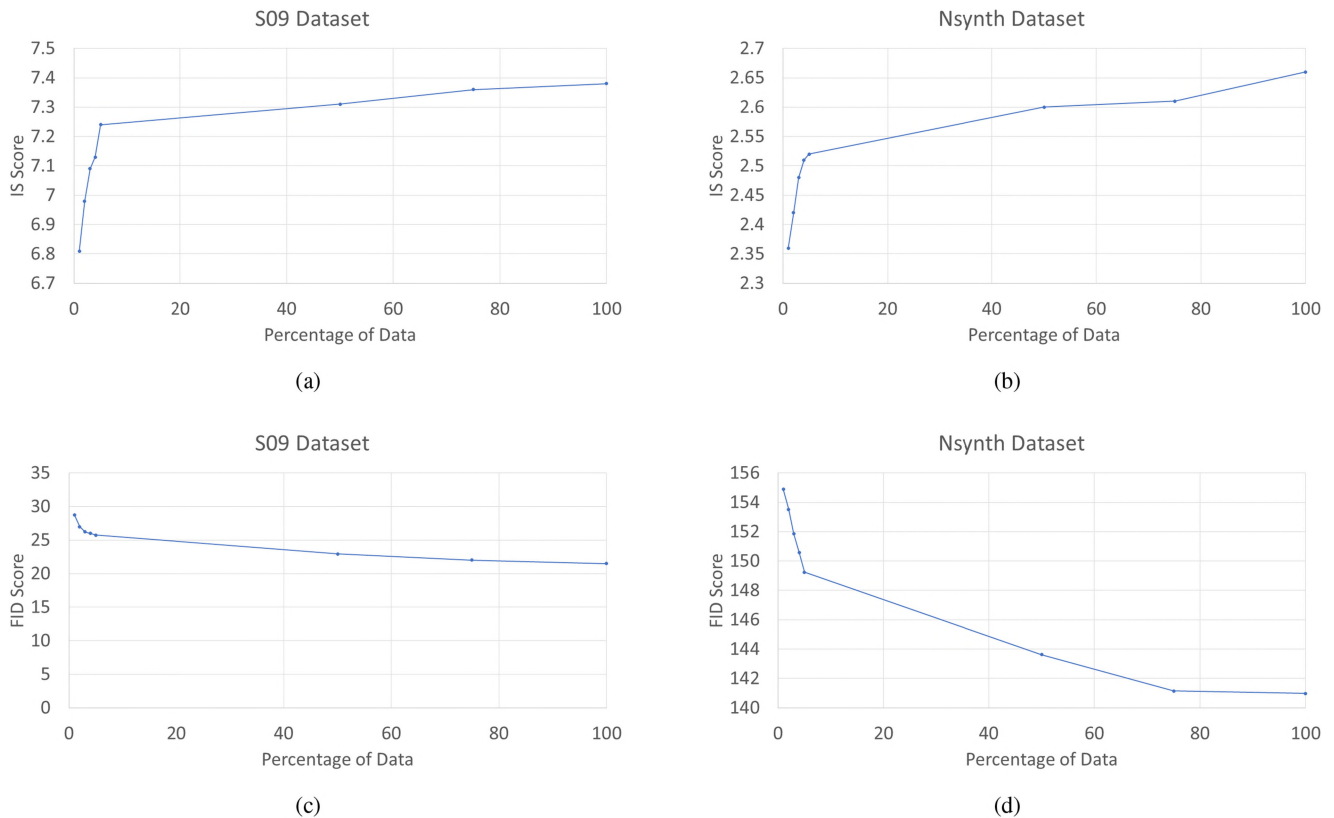 S09 Dataset
7.5
7.4
7.3
7.2
7.1
7
6.9
6.8
6.7
IS Score
0 20 40 60 80 100
Percentage of Data
(a)
Nsynth Dataset
2.7
2.65
2.6
2.55
2.5
2.45
2.4
2.35
2.3
IS Score
0 20 40 60 80 100
Percentage of Data
(b)
S09 Dataset
35
30
25
20
15
10
5
0
FID Score
0 20 40 60 80 100
Percentage of Data
(c)
Nsynth Dataset
156
154
152
150
148
146
144
142
140
FID Score
0 20 40 60 80 100
Percentage of Data
(d)